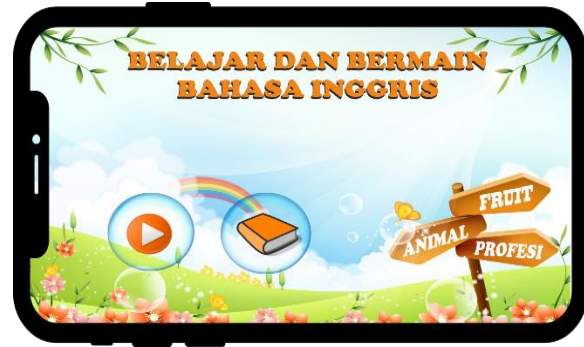 BELAJAR DAN BERMAIN
BAHASA INGGRIS
FRUIT
ANIMAL
PROFESI